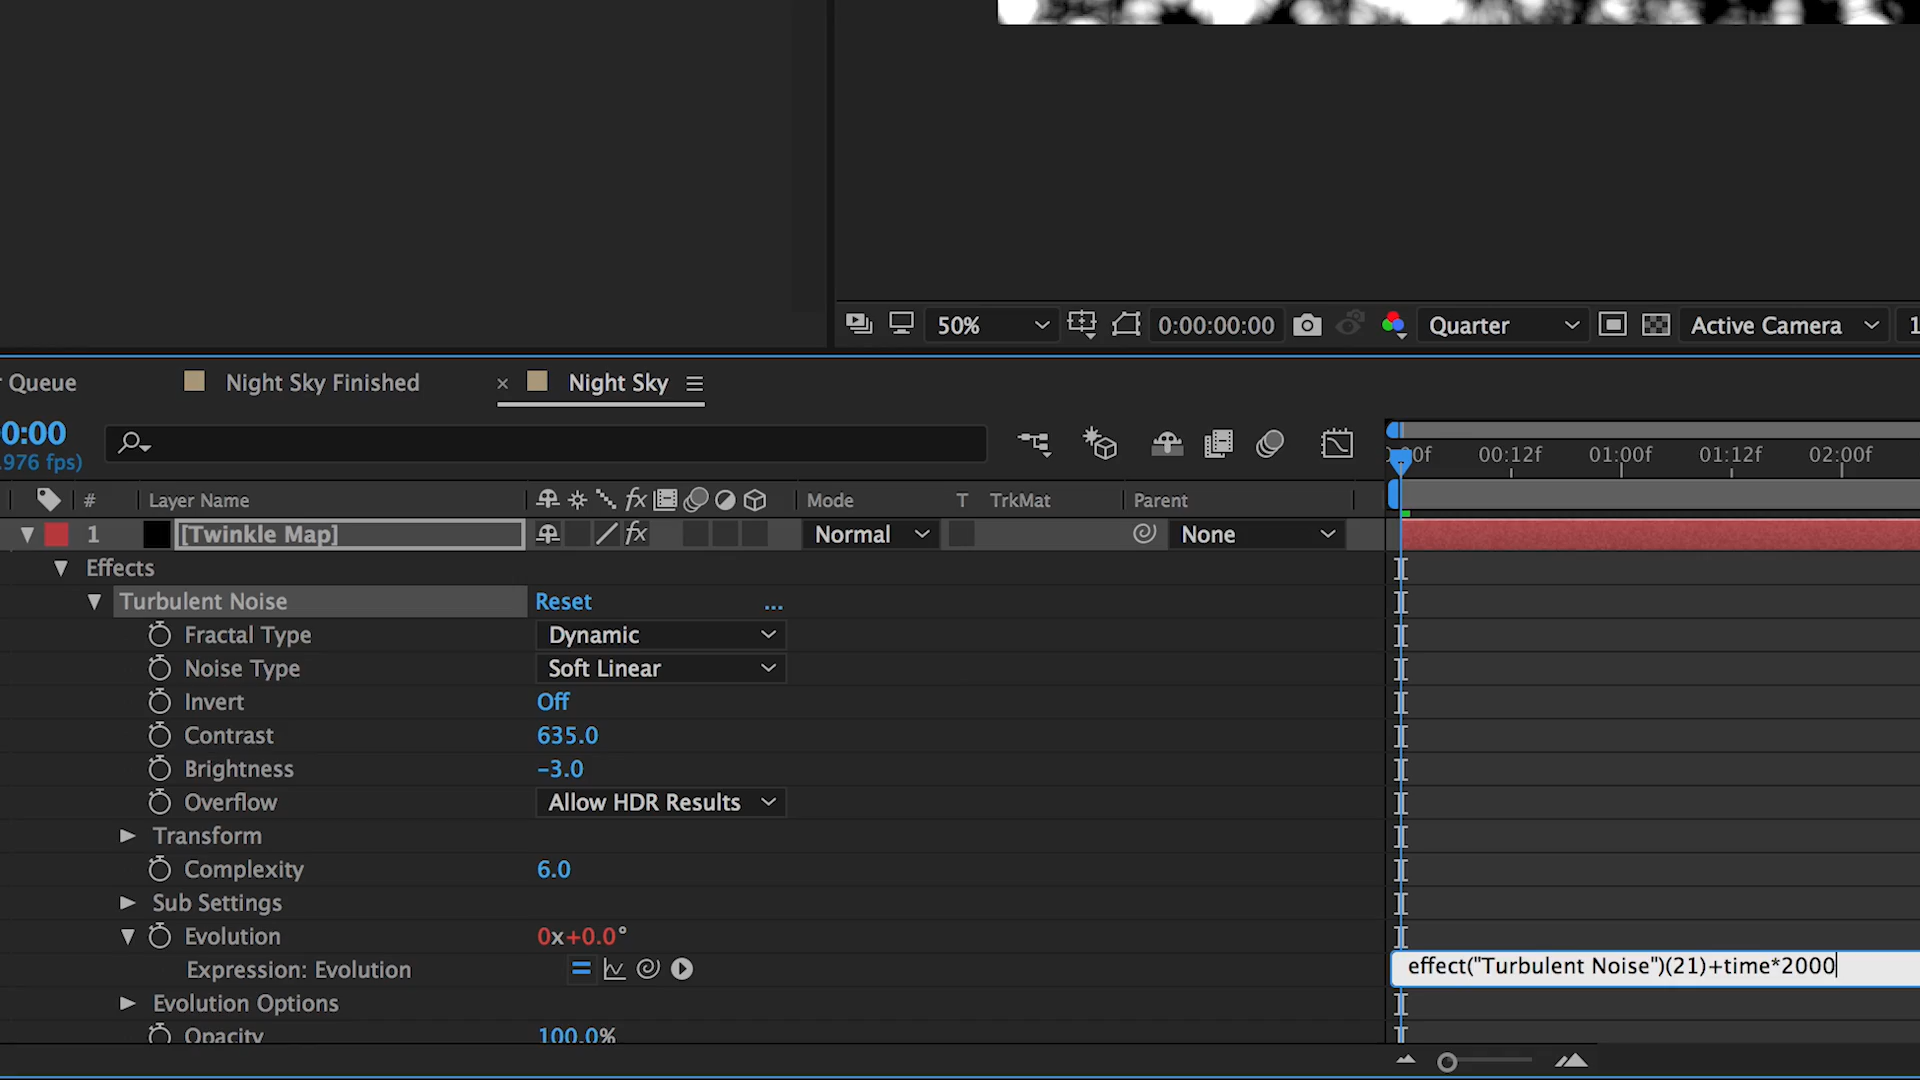 50%
0:00:00:00
Quarter
Active Camera
1
Queue
Night Sky Finished
× Night Sky
0:00
976 fps)
00f 00:12f 01:00f 01:12f 02:00f
# Layer Name fx Mode T TrkMat Parent
1 [Twinkle Map] fx Normal None
Effects
Turbulent Noise Reset ...
Fractal Type Dynamic
Noise Type Soft Linear
Invert Off
Contrast 635.0
Brightness -3.0
Overflow Allow HDR Results
Transform
Complexity 6.0
Sub Settings
Evolution 0x+0.0°
Expression: Evolution effect("Turbulent Noise")(21)+time*2000
Evolution Options
Opacity 100.0%